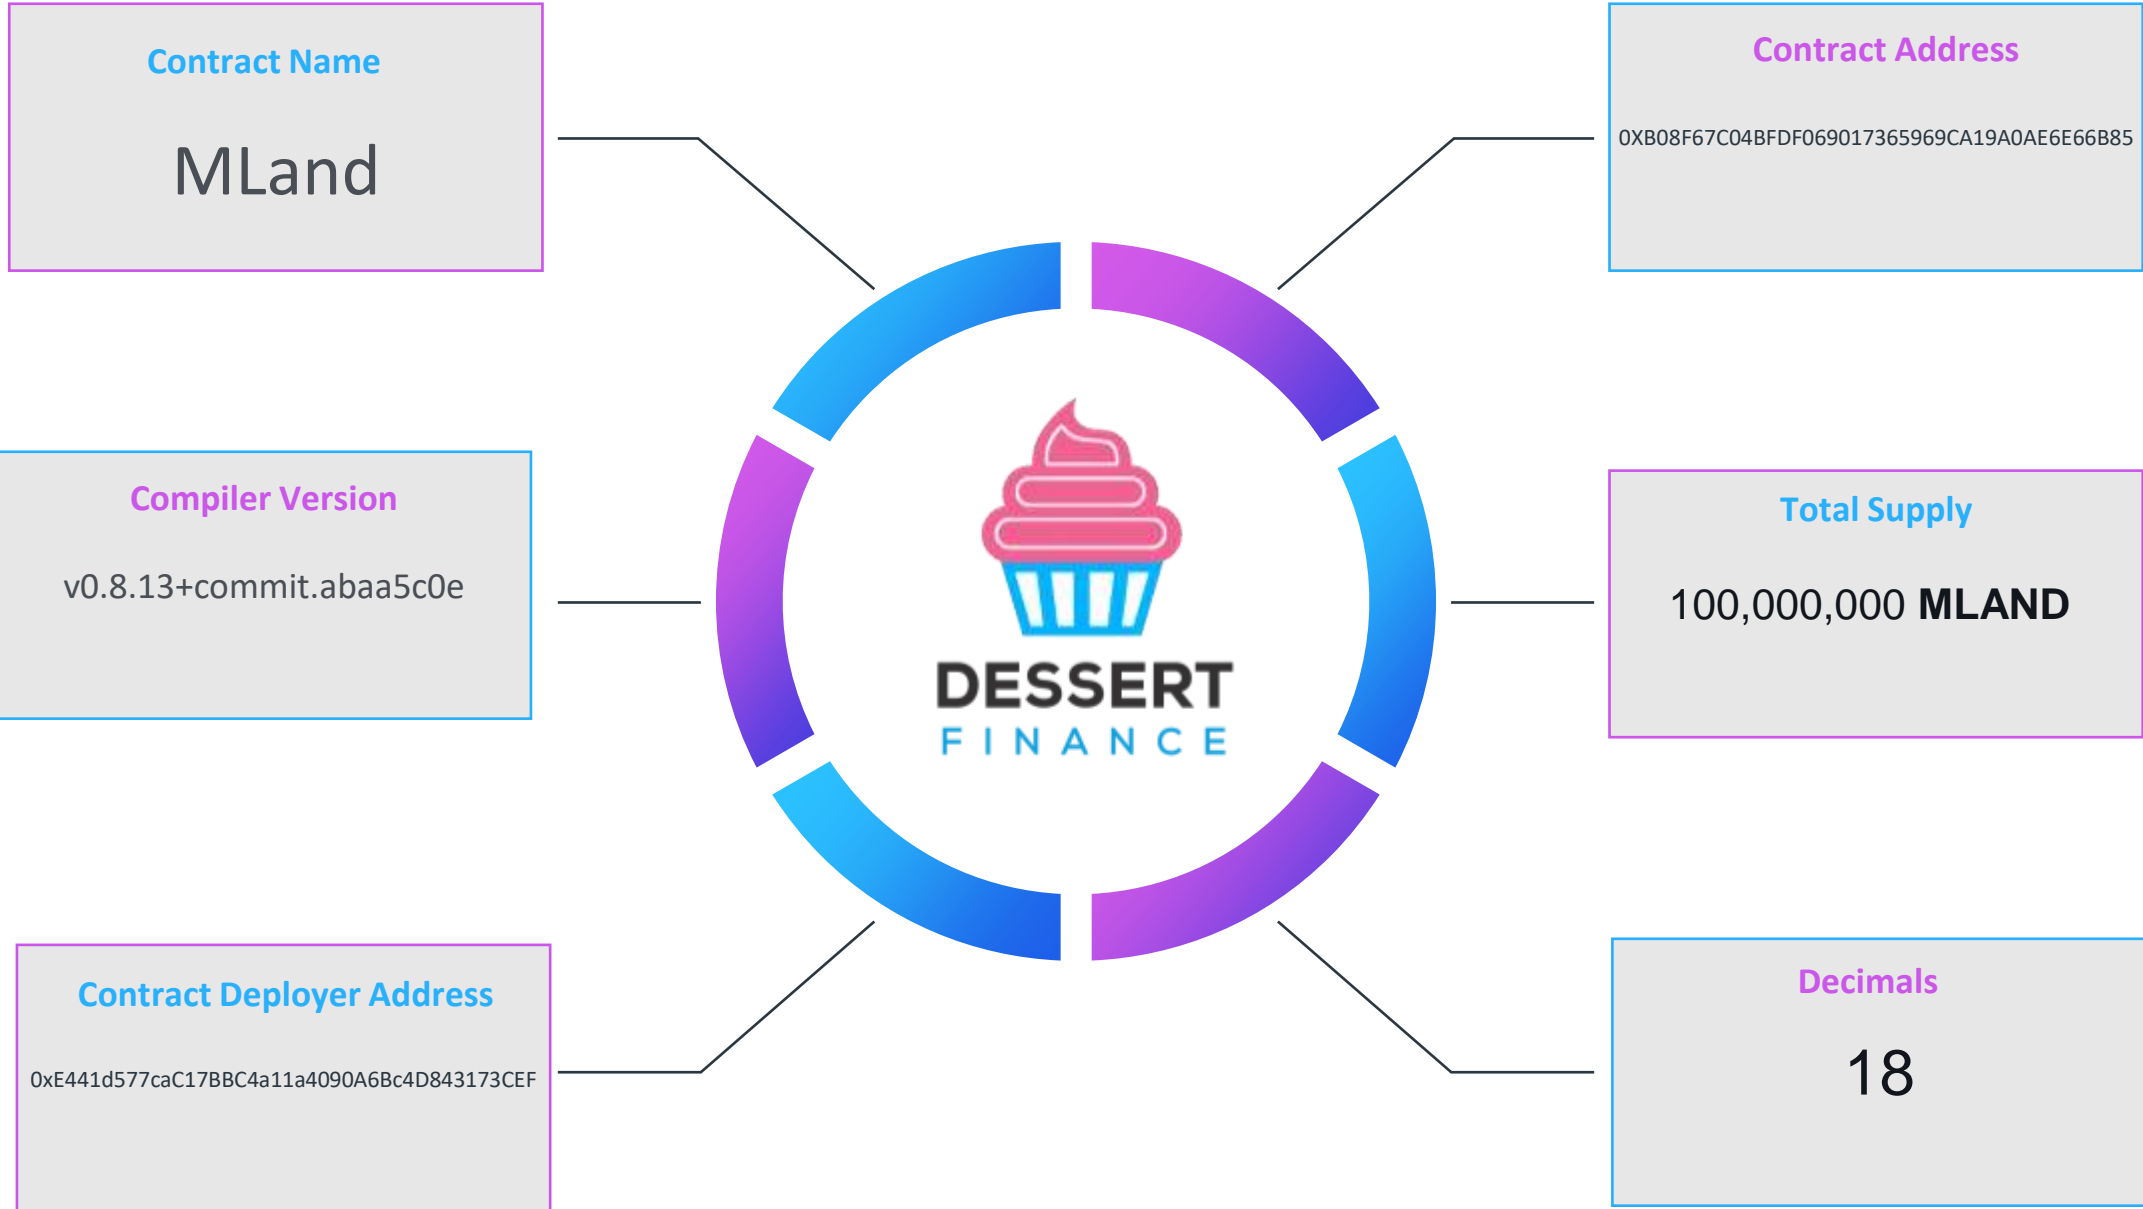 Contract Name
MLand
Contract Address
0XB08F67C04BFDF069017365969CA19A0AE6E66B85
Compiler Version
v0.8.13+commit.abaa5c0e
DESSERT
FINANCE
Total Supply
100,000,000 MLAND
Contract Deployer Address
0xE441d577caC17BBC4a11a4090A6Bc4D843173CEF
Decimals
18